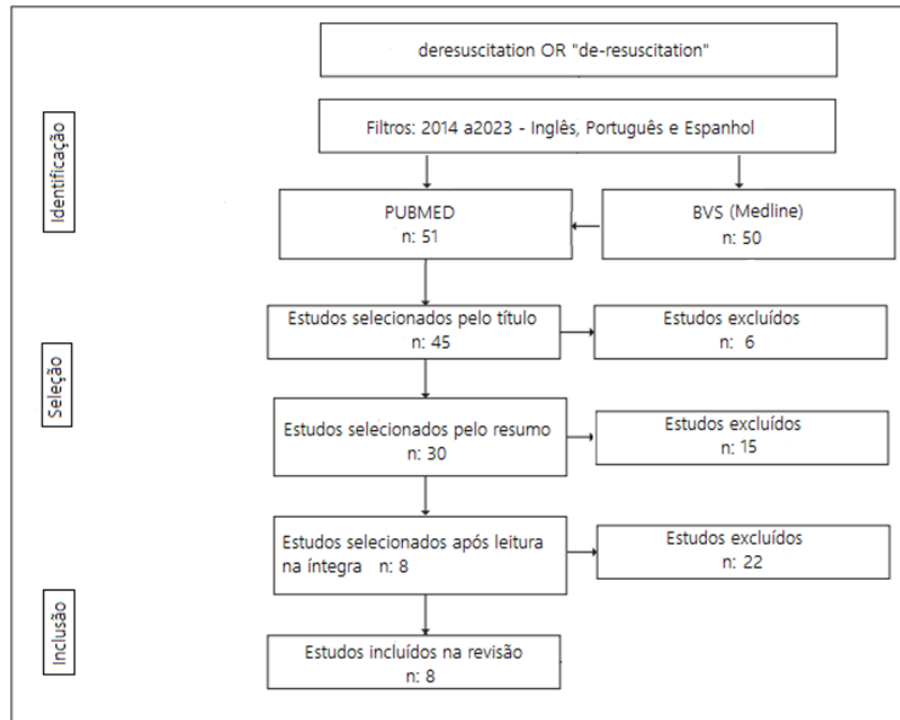 deresuscitation OR "de-resuscitation"
Identificação
Filtros: 2014 a2023 - Inglês, Português e Espanhol
PUBMED
n: 51
BVS (Medline)
n: 50
Seleção
Estudos selecionados pelo título
n: 45
Estudos excluídos
n: 6
Estudos selecionados pelo resumo
n: 30
Estudos excluídos
n: 15
Estudos selecionados após leitura
na íntegra n: 8
Estudos excluídos
n: 22
Inclusão
Estudos incluídos na revisão
n: 8